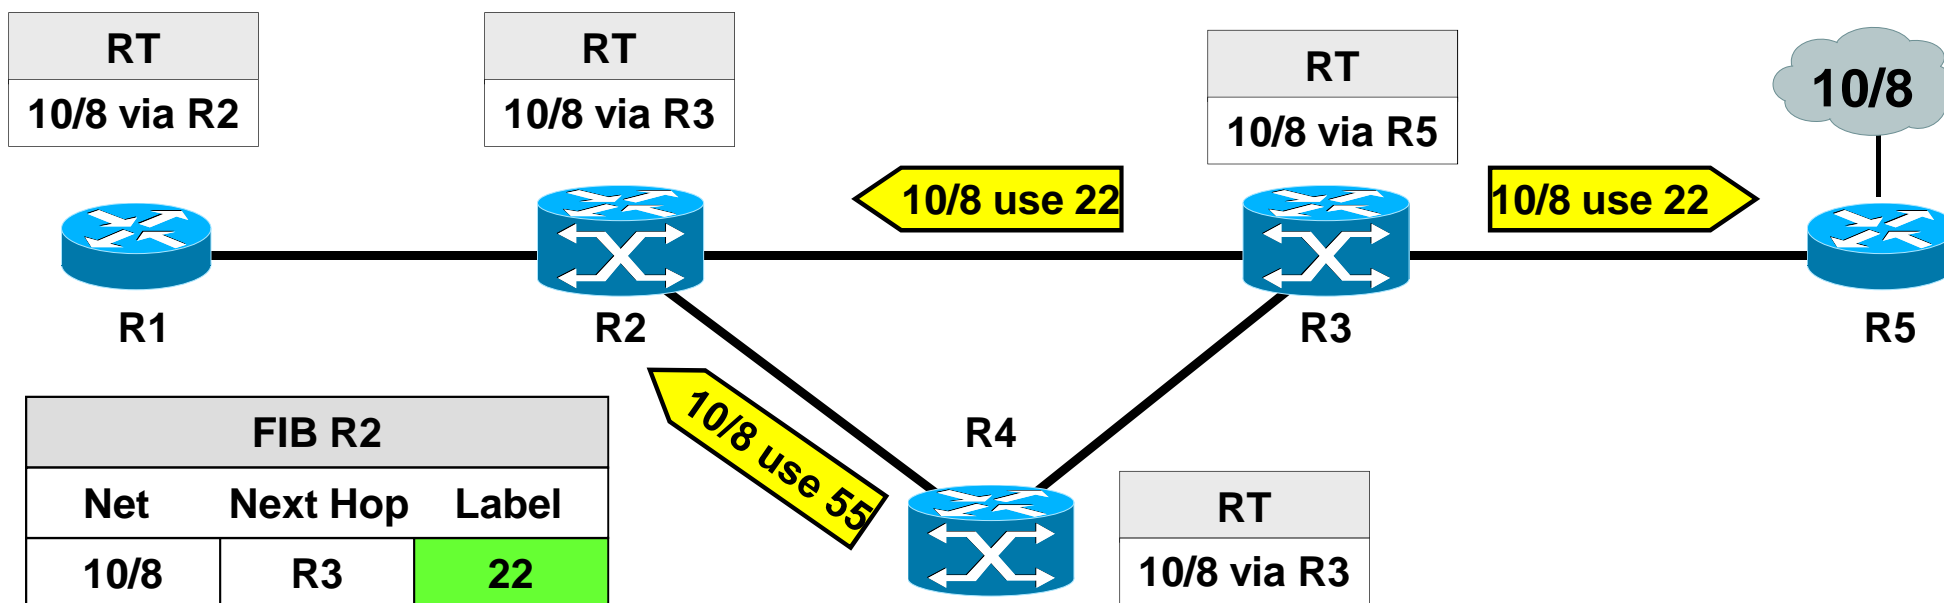 RT
10/8 via R2
RT
10/8 via R3
RT
10/8 via R5
10/8
10/8 use 22
10/8 use 22
R1
R2
R3
R5
10/8 use 55
R4
FIB R2
Net Next Hop Label
10/8 R3 22
RT
10/8 via R3